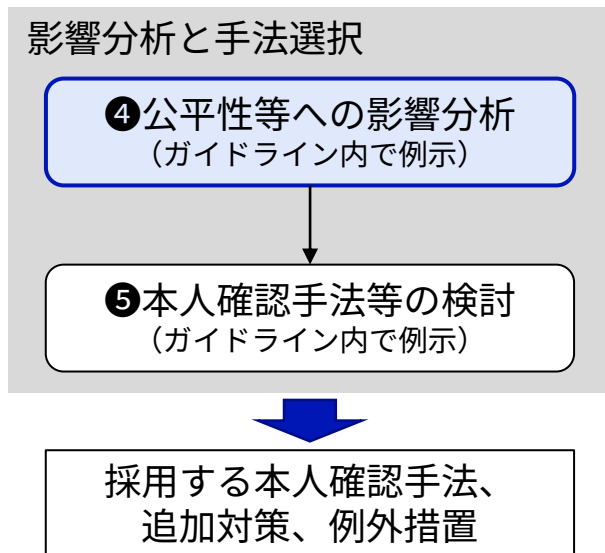 影響分析と手法選択
❹公平性等への影響分析
（ガイドライン内で例示）
❺本人確認手法等の検討
（ガイドライン内で例示）
採用する本人確認手法、
追加対策、例外措置